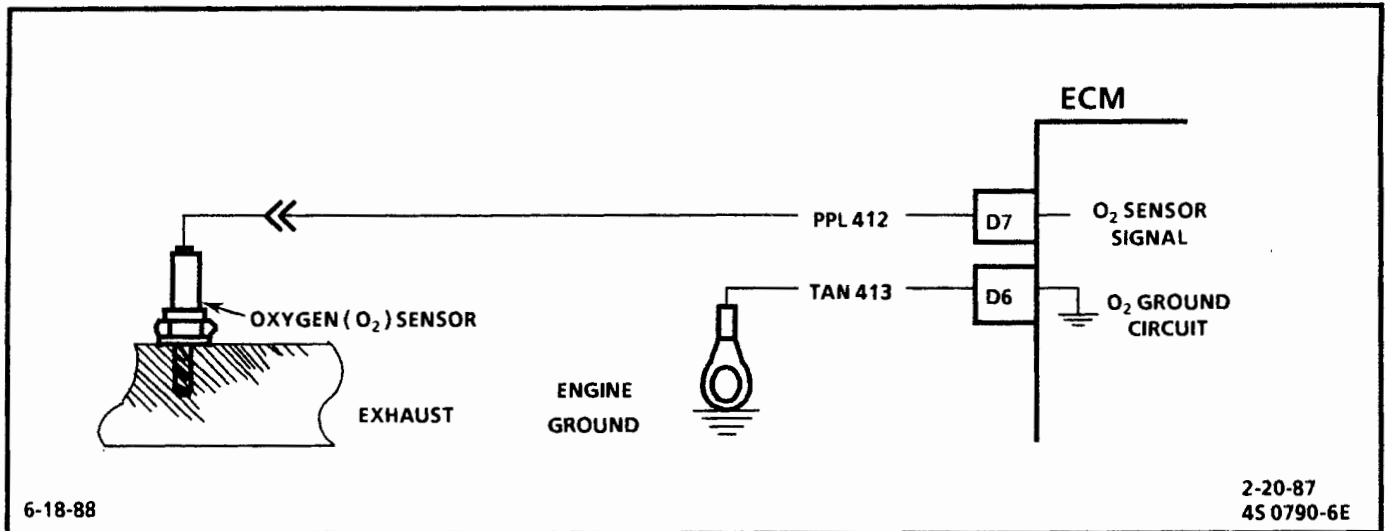 ECM
PPL 412
D7
O₂ SENSOR
SIGNAL
TAN 413
D6
O₂ GROUND
CIRCUIT
OXYGEN (O₂) SENSOR
ENGINE
GROUND
EXHAUST
6-18-88
2-20-87
4S 0790-6E